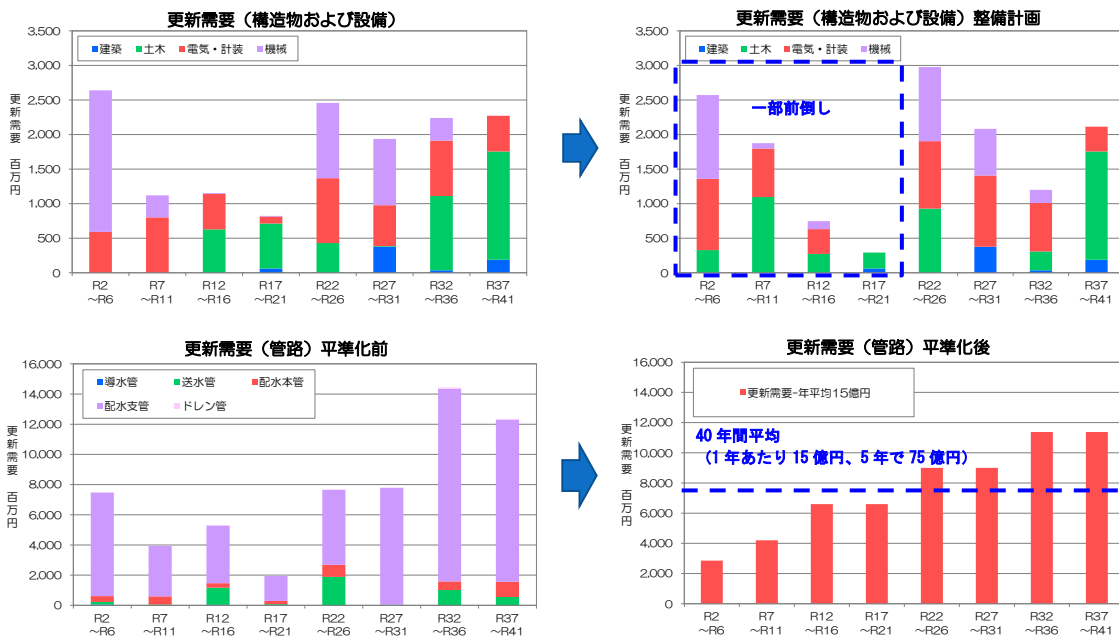 更新需要（構造物および設備）
3,500
3,000
2,500
2,000
1,500
1,000
500
0
更新需要 百万円
建築 土木 電気・計装 機械
R2 R7 R12 R17 R22 R27 R32 R37
～R6 ～R11 ～R16 ～R21 ～R26 ～R31 ～R36 ～R41
更新需要（構造物および設備）整備計画
3,500
3,000
2,500
2,000
1,500
1,000
500
0
更新需要 百万円
建築 土木 電気・計装 機械
一部前倒し
R2 R7 R12 R17 R22 R27 R32 R37
～R6 ～R11 ～R16 ～R21 ～R26 ～R31 ～R36 ～R41
更新需要（管路）平準化前
16,000
14,000
12,000
10,000
8,000
6,000
4,000
2,000
0
更新需要 百万円
導水管 送水管 配水本管
配水支管 ドレン管
R2 R7 R12 R17 R22 R27 R32 R37
～R6 ～R11 ～R16 ～R21 ～R26 ～R31 ～R36 ～R41
更新需要（管路）平準化後
16,000
14,000
12,000
10,000
8,000
6,000
4,000
2,000
0
更新需要 百万円
更新需要-年平均15億円
40年間平均
（1年あたり15億円、5年で75億円）
R2 R7 R12 R17 R22 R27 R32 R37
～R6 ～R11 ～R16 ～R21 ～R26 ～R31 ～R36 ～R41